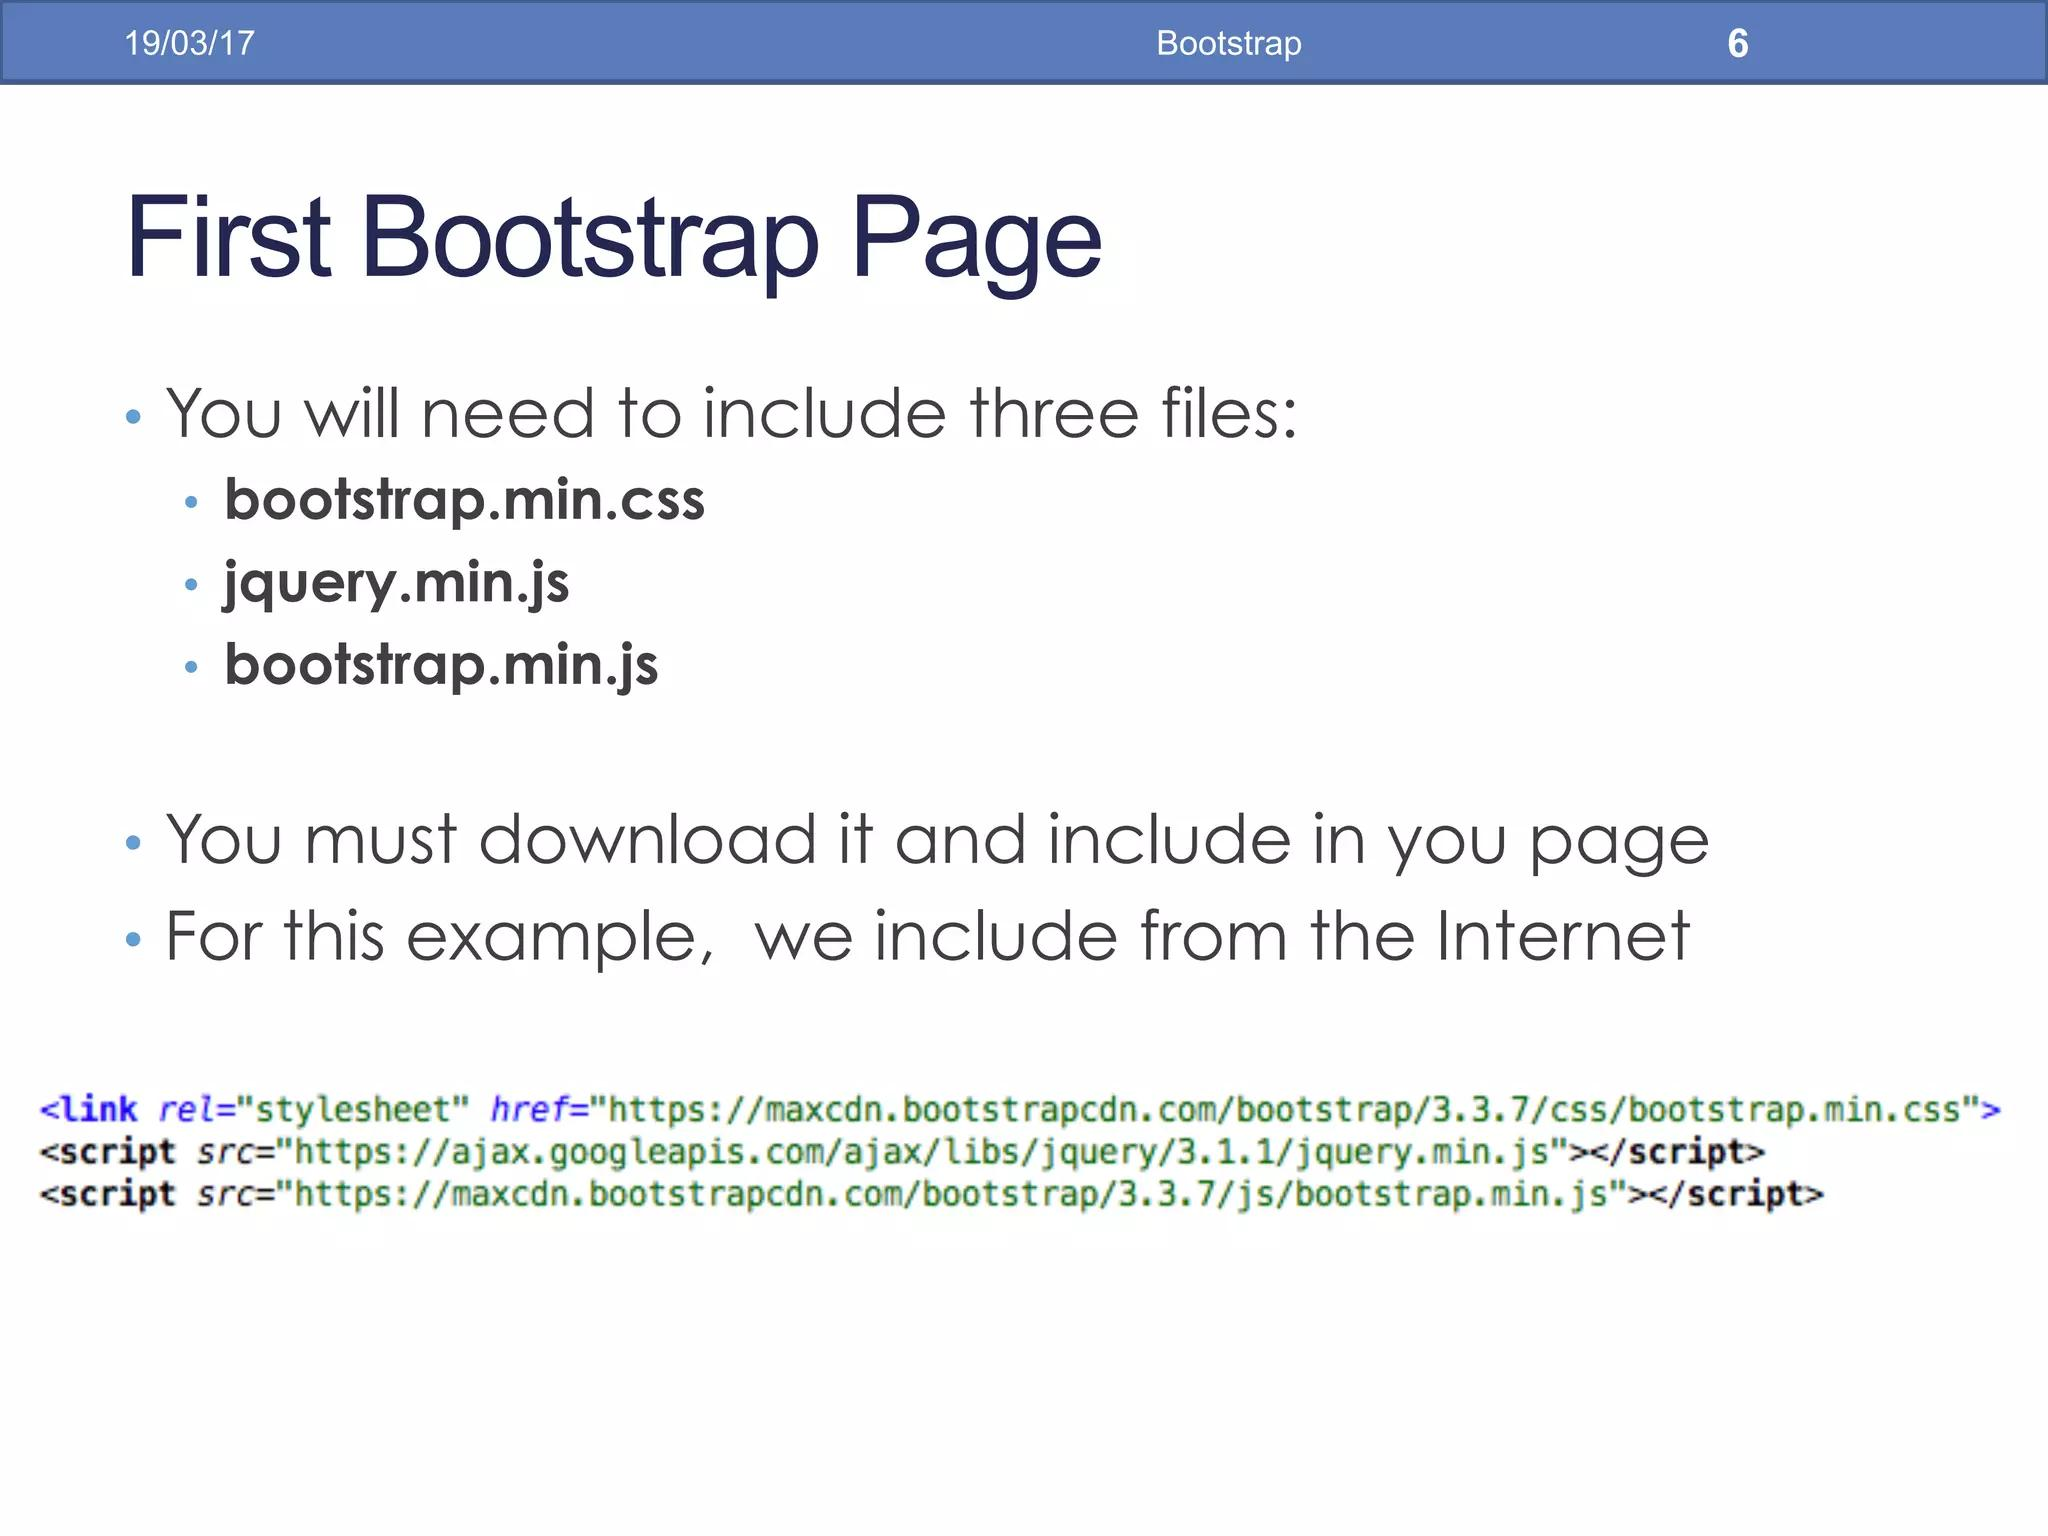 19/03/17 Bootstrap 6
First Bootstrap Page
• You will need to include three files:
• bootstrap.min.css
• jquery.min.js
• bootstrap.min.js
• You must download it and include in you page
• For this example,  we include from the Internet
<link rel="stylesheet" href="https://maxcdn.bootstrapcdn.com/bootstrap/3.3.7/css/bootstrap.min.css">
<script src="https://ajax.googleapis.com/ajax/libs/jquery/3.1.1/jquery.min.js"></script>
<script src="https://maxcdn.bootstrapcdn.com/bootstrap/3.3.7/js/bootstrap.min.js"></script>